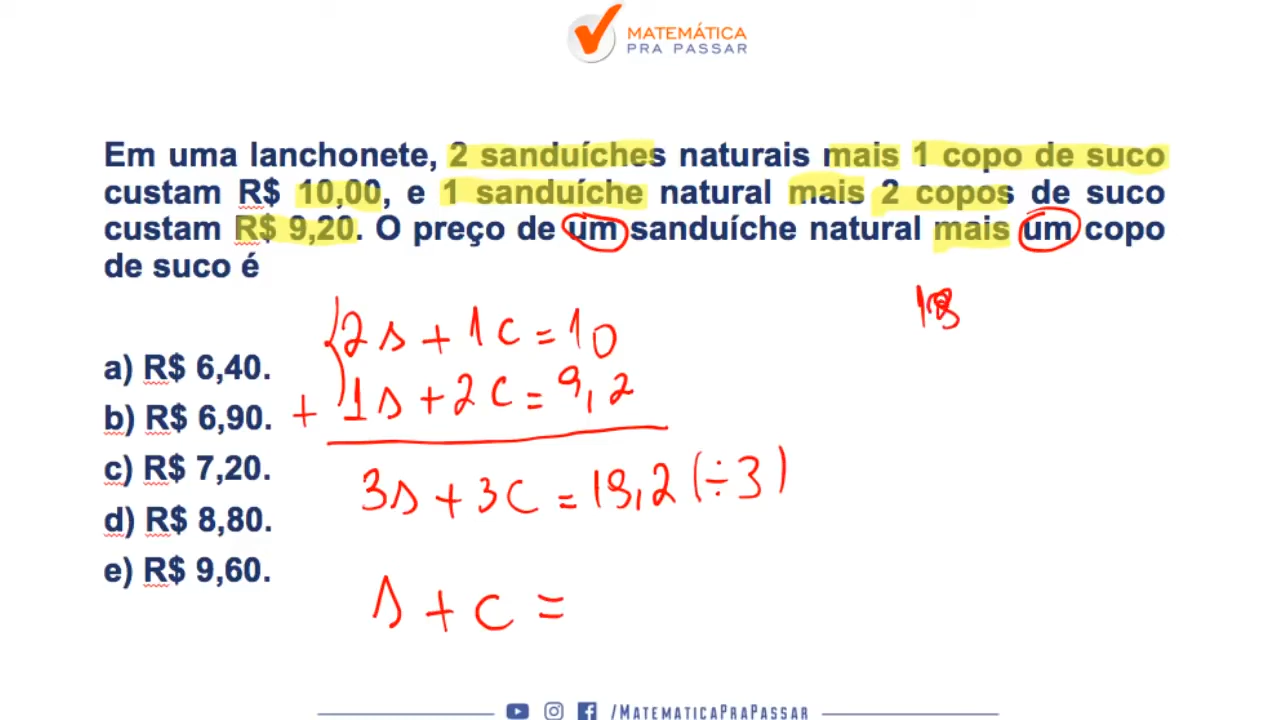 MATEMÁTICA
PRA PASSAR
Em uma lanchonete, 2 sanduíches naturais mais 1 copo de suco
custam R$ 10,00, e 1 sanduíche natural mais 2 copos de suco
custam R$ 9,20. O preço de um sanduíche natural mais um copo
de suco é
2s + 1c = 10
a) R$ 6,40.
+ 1s + 2c = 9,2
b) R$ 6,90.
c) R$ 7,20.
3s + 3c = 19,2 (÷3)
d) R$ 8,80.
e) R$ 9,60.
s + c =
/MATEMATICAPRAPASSAR